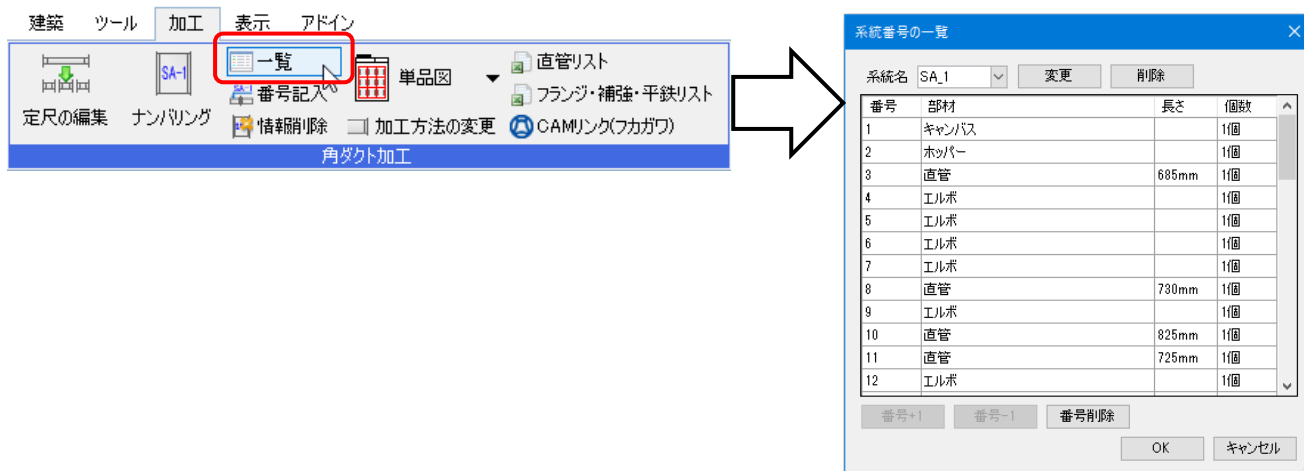 建築 ツール 加工 表示 アドイン
定尺の編集
SA-1
ナンバリング
一覧
番号記入
情報削除
単品図
加工方法の変更
直管リスト
フランジ・補強・平鉄リスト
CAMリンク(フカガワ)
角ダクト加工
系統番号の一覧
系統名 SA_1 変更 削除
番号 部材 長さ 個数
1 キャンバス 1個
2 ホッパー 1個
3 直管 685mm 1個
4 エルボ 1個
5 エルボ 1個
6 エルボ 1個
7 エルボ 1個
8 直管 730mm 1個
9 エルボ 1個
10 直管 825mm 1個
11 直管 725mm 1個
12 エルボ 1個
番号+1 番号-1 番号削除
OK キャンセル